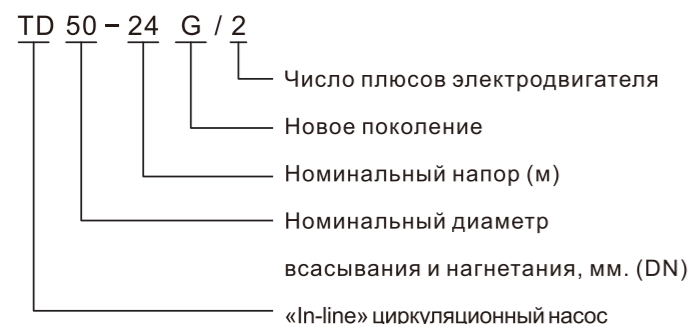 TD 50 – 24 G / 2
Число плюсов электродвигателя
Новое поколение
Номинальный напор (м)
Номинальный диаметр
всасывания и нагнетания, мм. (DN)
«In-line» циркуляционный насос